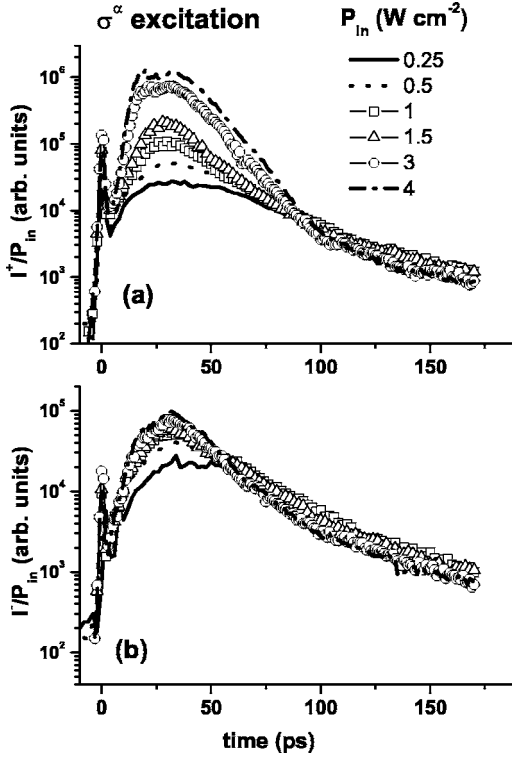 σα excitation
P_in (W cm-2)
0.25
0.5
1
1.5
3
4
I+/P_in (arb. units)
10^6
10^5
10^4
10^3
10^2
(a)
0 50 100 150
I-/P_in (arb. units)
10^5
10^4
10^3
10^2
(b)
0 50 100 150
time (ps)